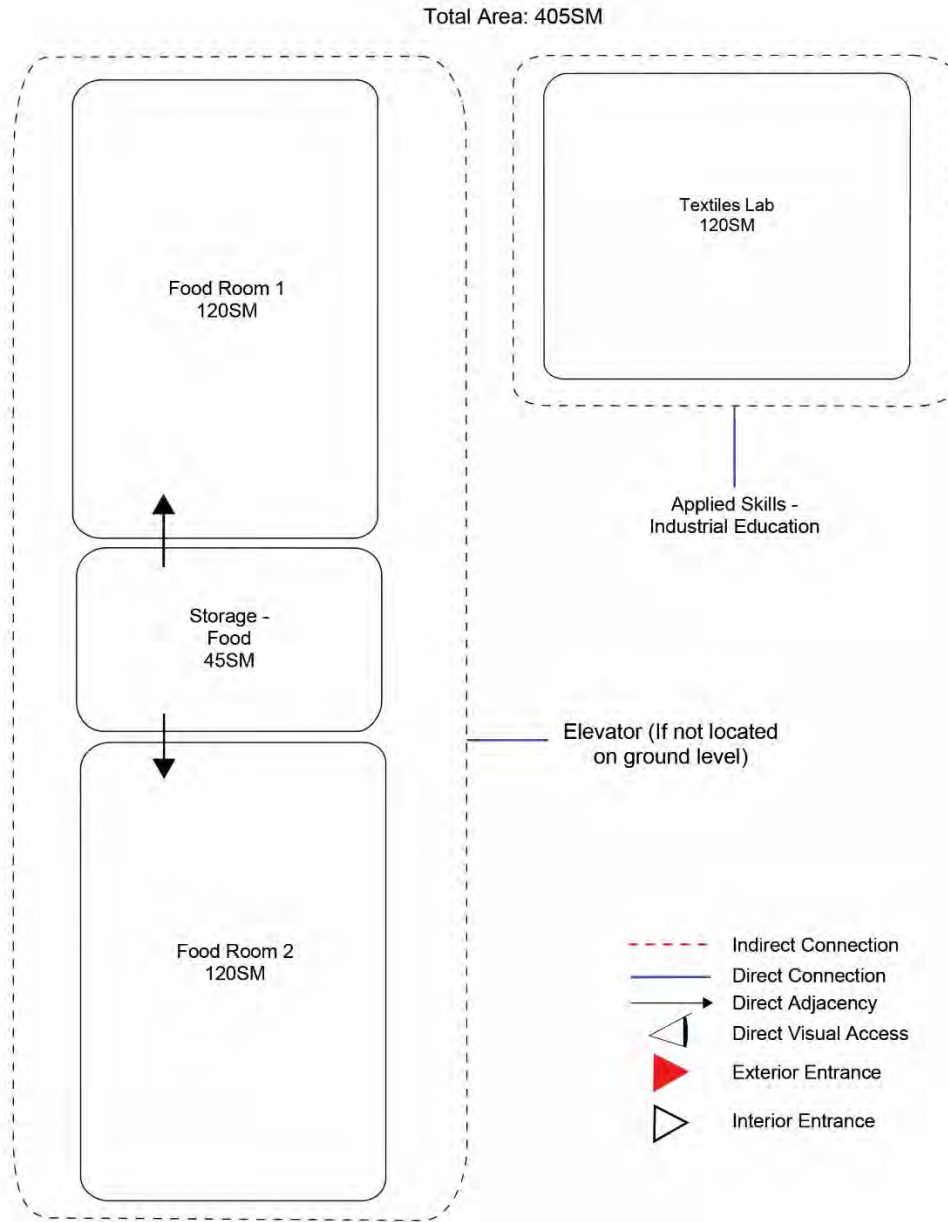 Total Area: 405SM
Food Room 1
120SM
Textiles Lab
120SM
Applied Skills -
Industrial Education
Storage -
Food
45SM
Elevator (If not located
on ground level)
Food Room 2
120SM
Indirect Connection
Direct Connection
Direct Adjacency
Direct Visual Access
Exterior Entrance
Interior Entrance